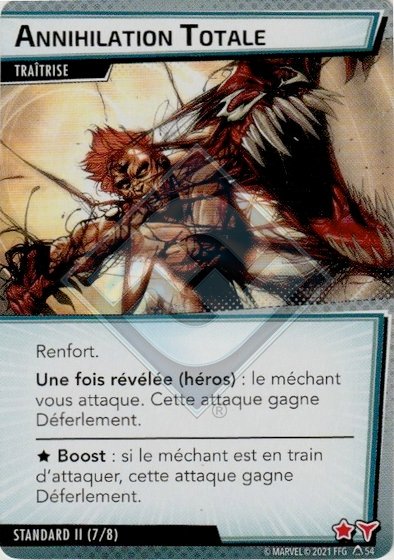 ANNIHILATION TOTALE
TRAÎTRISE
Renfort.
Une fois révélée (héros) : le méchant
vous attaque. Cette attaque gagne
Déferlement.
★ Boost : si le méchant est en train
d'attaquer, cette attaque gagne
Déferlement.
STANDARD II (7/8)
© MARVEL © 2021 FFG 54